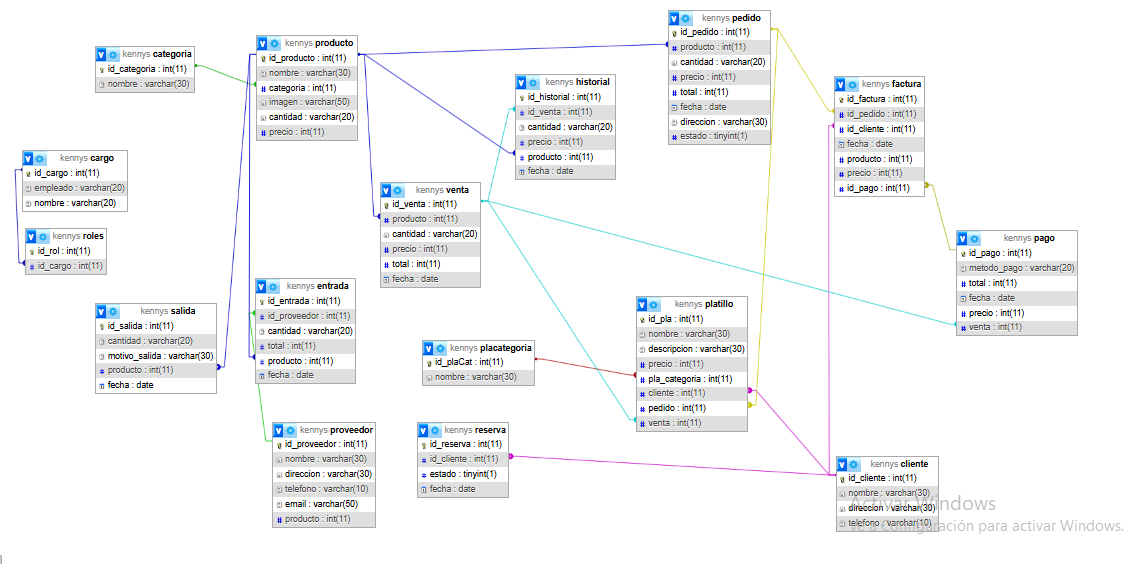 kennys categoria
id_categoria : int(11)
nombre : varchar(30)
kennys producto
id_producto : int(11)
nombre : varchar(30)
categoria : int(11)
imagen : varchar(50)
cantidad : varchar(20)
precio : int(11)
kennys historial
id_historial : int(11)
id_venta : int(11)
cantidad : varchar(20)
precio : int(11)
producto : int(11)
fecha : date
kennys pedido
id_pedido : int(11)
producto : int(11)
cantidad : varchar(20)
precio : int(11)
total : int(11)
fecha : date
direccion : varchar(30)
estado : tinyint(1)
kennys factura
id_factura : int(11)
id_pedido : int(11)
id_cliente : int(11)
fecha : date
producto : int(11)
precio : int(11)
id_pago : int(11)
kennys cargo
id_cargo : int(11)
empleado : varchar(20)
nombre : varchar(20)
kennys roles
id_rol : int(11)
id_cargo : int(11)
kennys venta
id_venta : int(11)
producto : int(11)
cantidad : varchar(20)
precio : int(11)
total : int(11)
fecha : date
kennys pago
id_pago : int(11)
metodo_pago : varchar(20)
total : int(11)
fecha : date
precio : int(11)
venta : int(11)
kennys salida
id_salida : int(11)
cantidad : varchar(20)
motivo_salida : varchar(30)
producto : int(11)
fecha : date
kennys entrada
id_entrada : int(11)
id_proveedor : int(11)
cantidad : varchar(20)
total : int(11)
producto : int(11)
fecha : date
kennys placategoria
id_plaCat : int(11)
nombre : varchar(30)
kennys platillo
id_pla : int(11)
nombre : varchar(30)
descripcion : varchar(30)
precio : int(11)
pla_categoria : int(11)
cliente : int(11)
pedido : int(11)
venta : int(11)
kennys proveedor
id_proveedor : int(11)
nombre : varchar(30)
direccion : varchar(30)
telefono : varchar(10)
email : varchar(50)
producto : int(11)
kennys reserva
id_reserva : int(11)
id_cliente : int(11)
estado : tinyint(1)
fecha : date
kennys cliente
id_cliente : int(11)
nombre : varchar(30)
direccion : varchar(30)
telefono : varchar(10)
Activar Windows
Ve a Configuración para activar Windows.